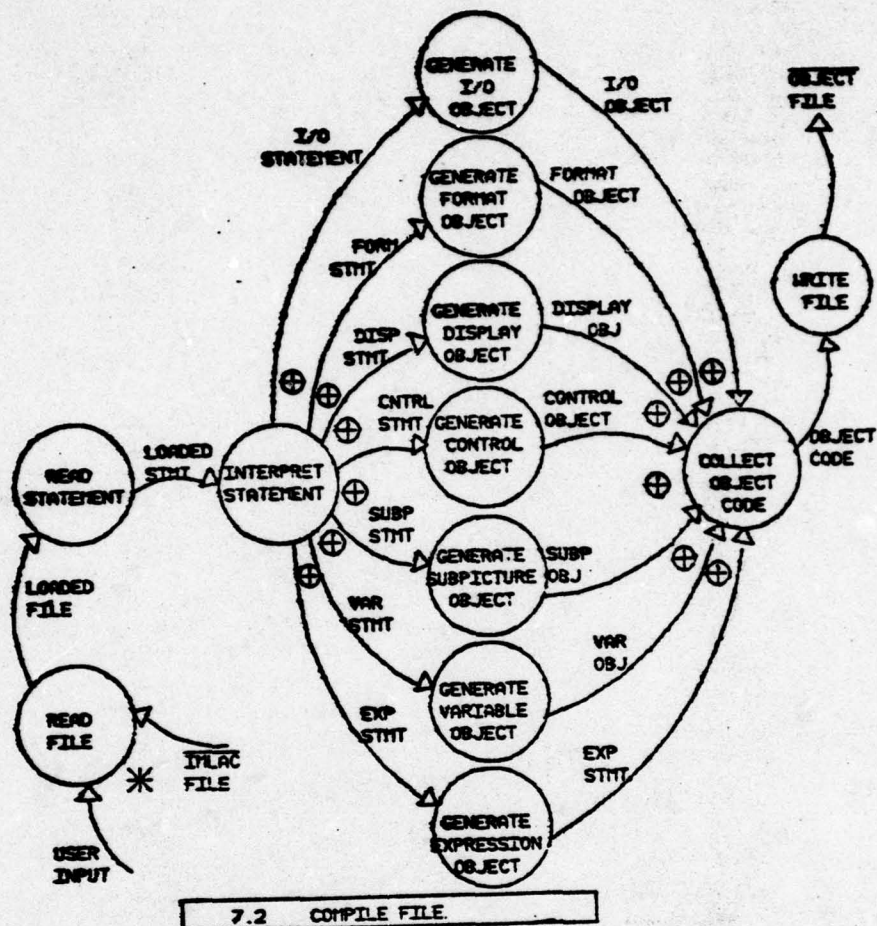 GENERATE
I/O
OBJECT
I/O
OBJECT
OBJECT
FILE
I/O
STATEMENT
GENERATE
FORMAT
OBJECT
FORMAT
OBJECT
FORM
STMT
WRITE
FILE
GENERATE
DISPLAY
OBJECT
DISPLAY
OBJ
DISP
STMT
CNTRL
STMT
GENERATE
CONTROL
OBJECT
CONTROL
OBJECT
OBJECT
CODE
LOADED
STMT
READ
STATEMENT
INTERPRET
STATEMENT
COLLECT
OBJECT
CODE
SUBP
STMT
GENERATE
SUBPICTURE
OBJECT
SUBP
OBJ
LOADED
FILE
VAR
STMT
GENERATE
VARIABLE
OBJECT
VAR
OBJ
READ
FILE
IMLAC
FILE
EXP
STMT
EXP
STMT
GENERATE
EXPRESSION
OBJECT
USER
INPUT
7.2 COMPILE FILE.